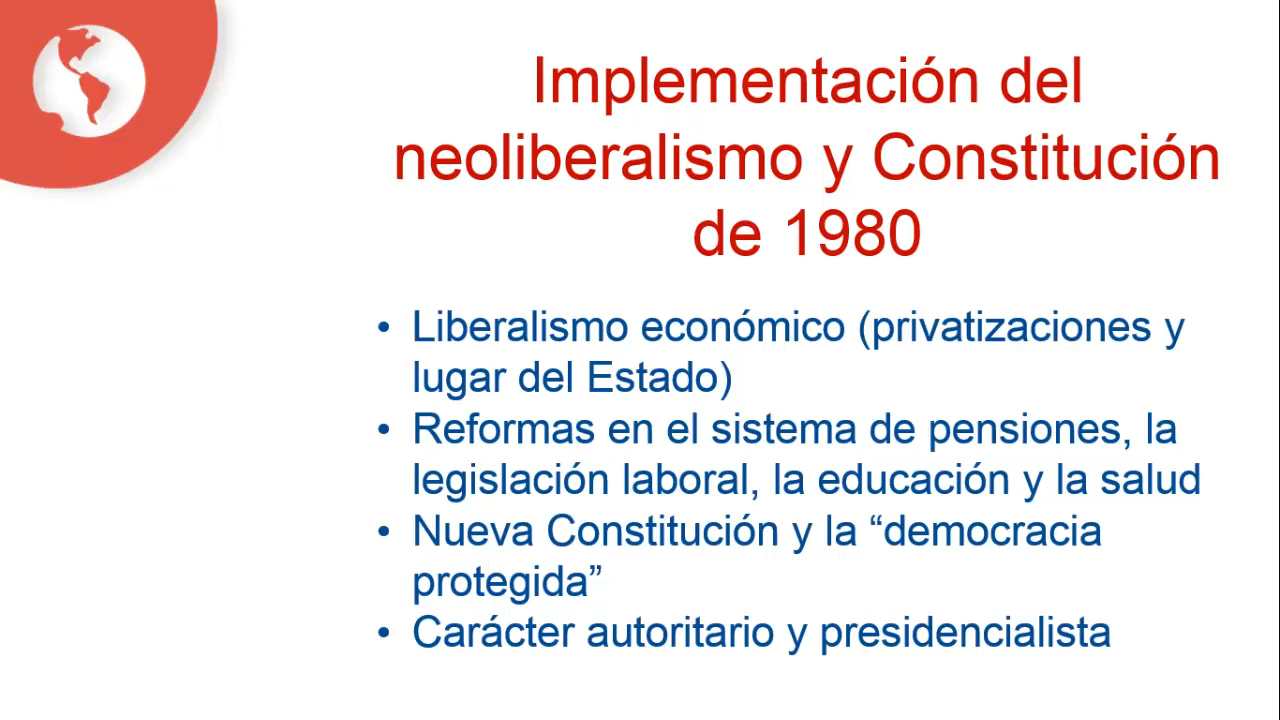 Implementación del
neoliberalismo y Constitución
de 1980
• Liberalismo económico (privatizaciones y
lugar del Estado)
• Reformas en el sistema de pensiones, la
legislación laboral, la educación y la salud
• Nueva Constitución y la “democracia
protegida”
• Carácter autoritario y presidencialista